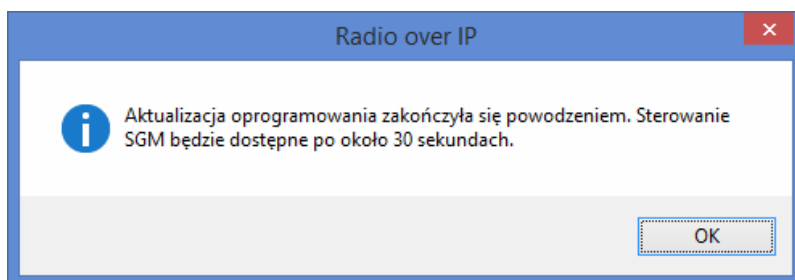 Radio over IP
Aktualizacja oprogramowania zakończyła się powodzeniem. Sterowanie
SGM będzie dostępne po około 30 sekundach.
OK